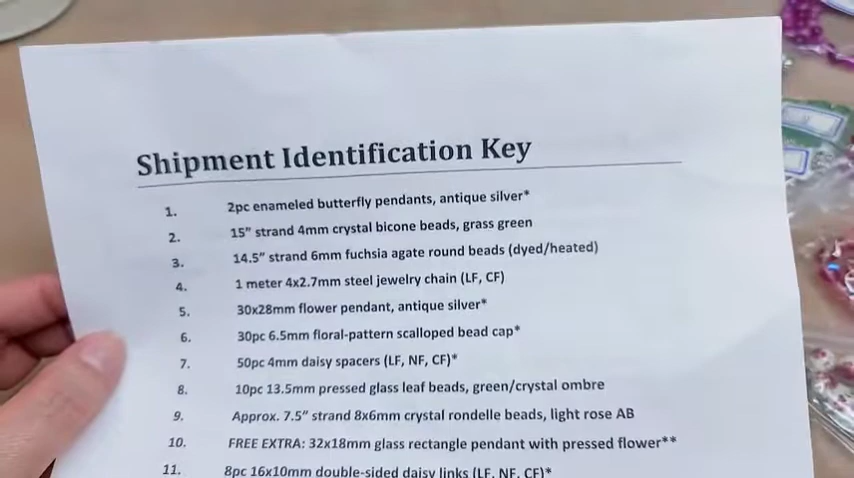 Shipment Identification Key
1. 2pc enameled butterfly pendants, antique silver*
2. 15” strand 4mm crystal bicone beads, grass green
3. 14.5” strand 6mm fuchsia agate round beads (dyed/heated)
4. 1 meter 4x2.7mm steel jewelry chain (LF, CF)
5. 30x28mm flower pendant, antique silver*
6. 30pc 6.5mm floral-pattern scalloped bead cap*
7. 50pc 4mm daisy spacers (LF, NF, CF)*
8. 10pc 13.5mm pressed glass leaf beads, green/crystal ombre
9. Approx. 7.5” strand 8x6mm crystal rondelle beads, light rose AB
10. FREE EXTRA: 32x18mm glass rectangle pendant with pressed flower**
11. 8pc 16x10mm double-sided daisy links (LF, NF, CF)*